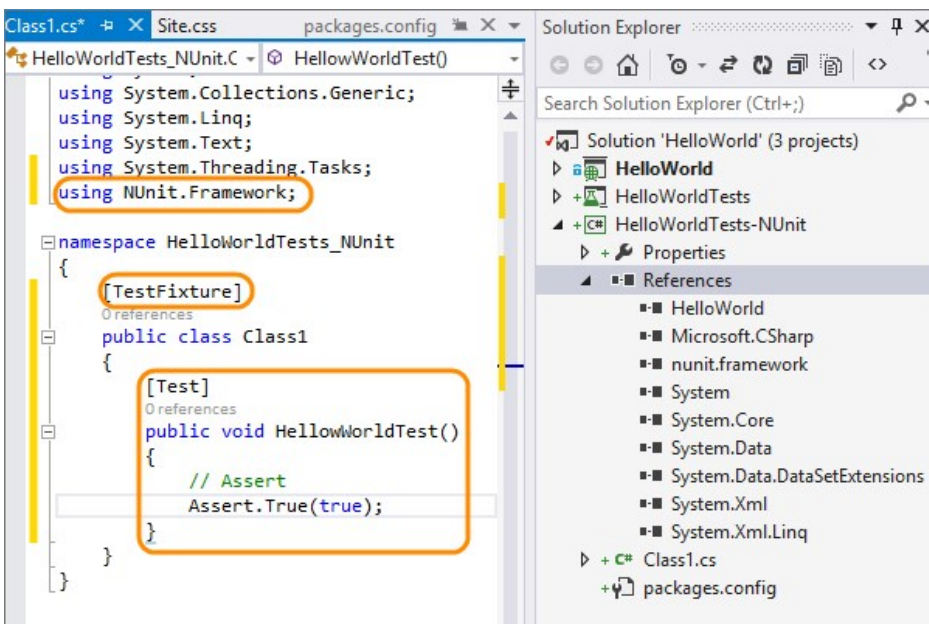 Class1.cs* Site.css packages.config
HelloWorldTests_NUnit.C HellowWorldTest()
using System.Collections.Generic;
using System.Linq;
using System.Text;
using System.Threading.Tasks;
using NUnit.Framework;
namespace HelloWorldTests_NUnit
{
[TestFixture]
0 references
public class Class1
{
[Test]
0 references
public void HellowWorldTest()
{
// Assert
Assert.True(true);
}
}
}
Solution Explorer
Search Solution Explorer (Ctrl+;)
Solution 'HelloWorld' (3 projects)
HelloWorld
HelloWorldTests
C# HelloWorldTests-NUnit
Properties
References
HelloWorld
Microsoft.CSharp
nunit.framework
System
System.Core
System.Data
System.Data.DataSetExtensions
System.Xml
System.Xml.Linq
C# Class1.cs
packages.config